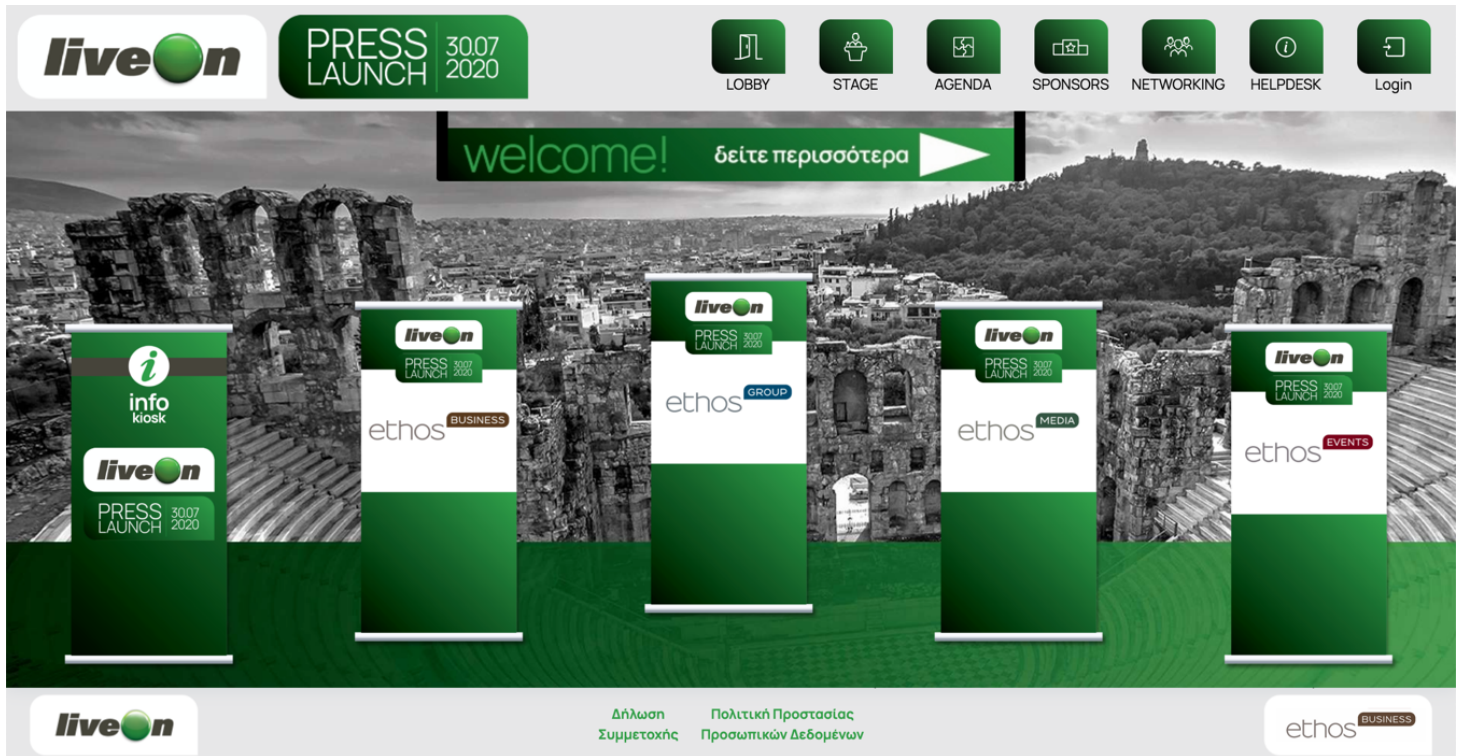 liveOn
PRESS 30.07
LAUNCH 2020
LOBBY
STAGE
AGENDA
SPONSORS
NETWORKING
HELPDESK
Login
welcome! δείτε περισσότερα
i
info
kiosk
liveOn
PRESS 30.07
LAUNCH 2020
liveOn
PRESS 30.07
LAUNCH 2020
ethos BUSINESS
liveOn
PRESS 30.07
LAUNCH 2020
ethos GROUP
liveOn
PRESS 30.07
LAUNCH 2020
ethos MEDIA
liveOn
PRESS 30.07
LAUNCH 2020
ethos EVENTS
liveOn
Δήλωση
Συμμετοχής
Πολιτική Προστασίας
Προσωπικών Δεδομένων
ethos BUSINESS